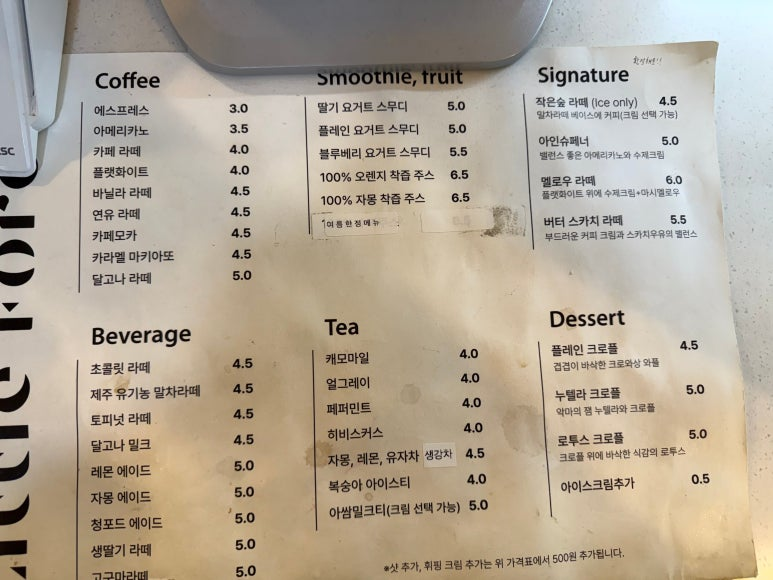 Coffee
에스프레스 3.0
아메리카노 3.5
카페 라떼 4.0
플랫화이트 4.0
바닐라 라떼 4.5
연유 라떼 4.5
카페모카 4.5
카라멜 마키아또 4.5
달고나 라떼 5.0
Smoothie, fruit
딸기 요거트 스무디 5.0
플레인 요거트 스무디 5.0
블루베리 요거트 스무디 5.5
100% 오렌지 착즙 주스 6.5
100% 자몽 착즙 주스 6.5
여름한정메뉴
Signature
작은숲 라떼 (Ice only) 4.5
말차라떼 베이스에 커피(크림 선택 가능)
아인슈페너 5.0
밸런스 좋은 아메리카노와 수제크림
멜로우 라떼 6.0
플랫화이트 위에 수제크림+마시멜로우
버터 스카치 라떼 5.5
부드러운 커피 크림과 스카치우유의 밸런스
Beverage
초콜릿 라떼 4.5
제주 유기농 말차라떼 4.5
토피넛 라떼 4.5
달고나 밀크 4.5
레몬 에이드 5.0
자몽 에이드 5.0
청포드 에이드 5.0
생딸기 라떼 5.0
고구마라떼 5.0
Tea
캐모마일 4.0
얼그레이 4.0
페퍼민트 4.0
히비스커스 4.0
자몽, 레몬, 유자차 생강차 4.5
복숭아 아이스티 4.0
아쌈밀크티(크림 선택 가능) 5.0
Dessert
플레인 크로플 4.5
겹겹이 바삭한 크로와상 와플
누텔라 크로플 5.0
악마의 잼 누텔라와 크로플
로투스 크로플 5.0
크로플 위에 바삭한 식감의 로투스
아이스크림추가 0.5
※샷 추가, 휘핑 크림 추가는 위 가격표에서 500원 추가됩니다.